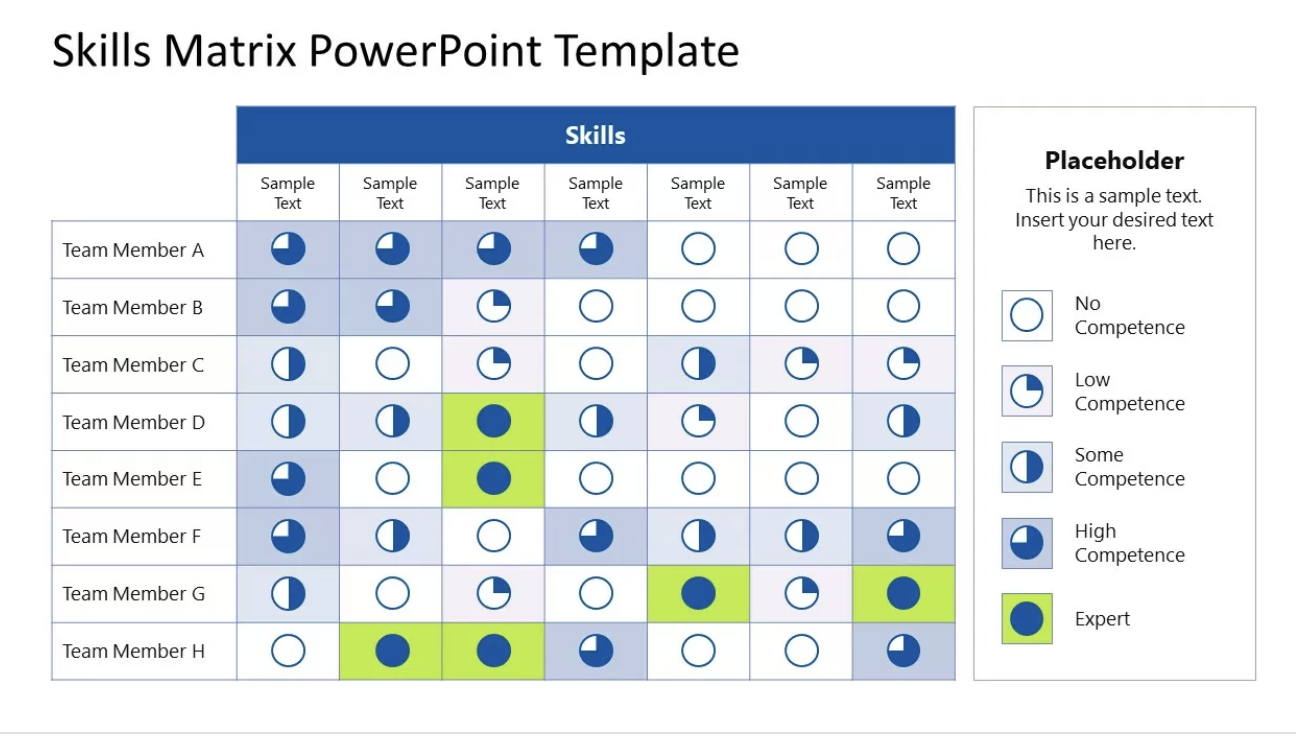 Skills Matrix PowerPoint Template
Skills
Sample
Text
Sample
Text
Sample
Text
Sample
Text
Sample
Text
Sample
Text
Sample
Text
Team Member A
Team Member B
Team Member C
Team Member D
Team Member E
Team Member F
Team Member G
Team Member H
Placeholder
This is a sample text.
Insert your desired text
here.
No
Competence
Low
Competence
Some
Competence
High
Competence
Expert